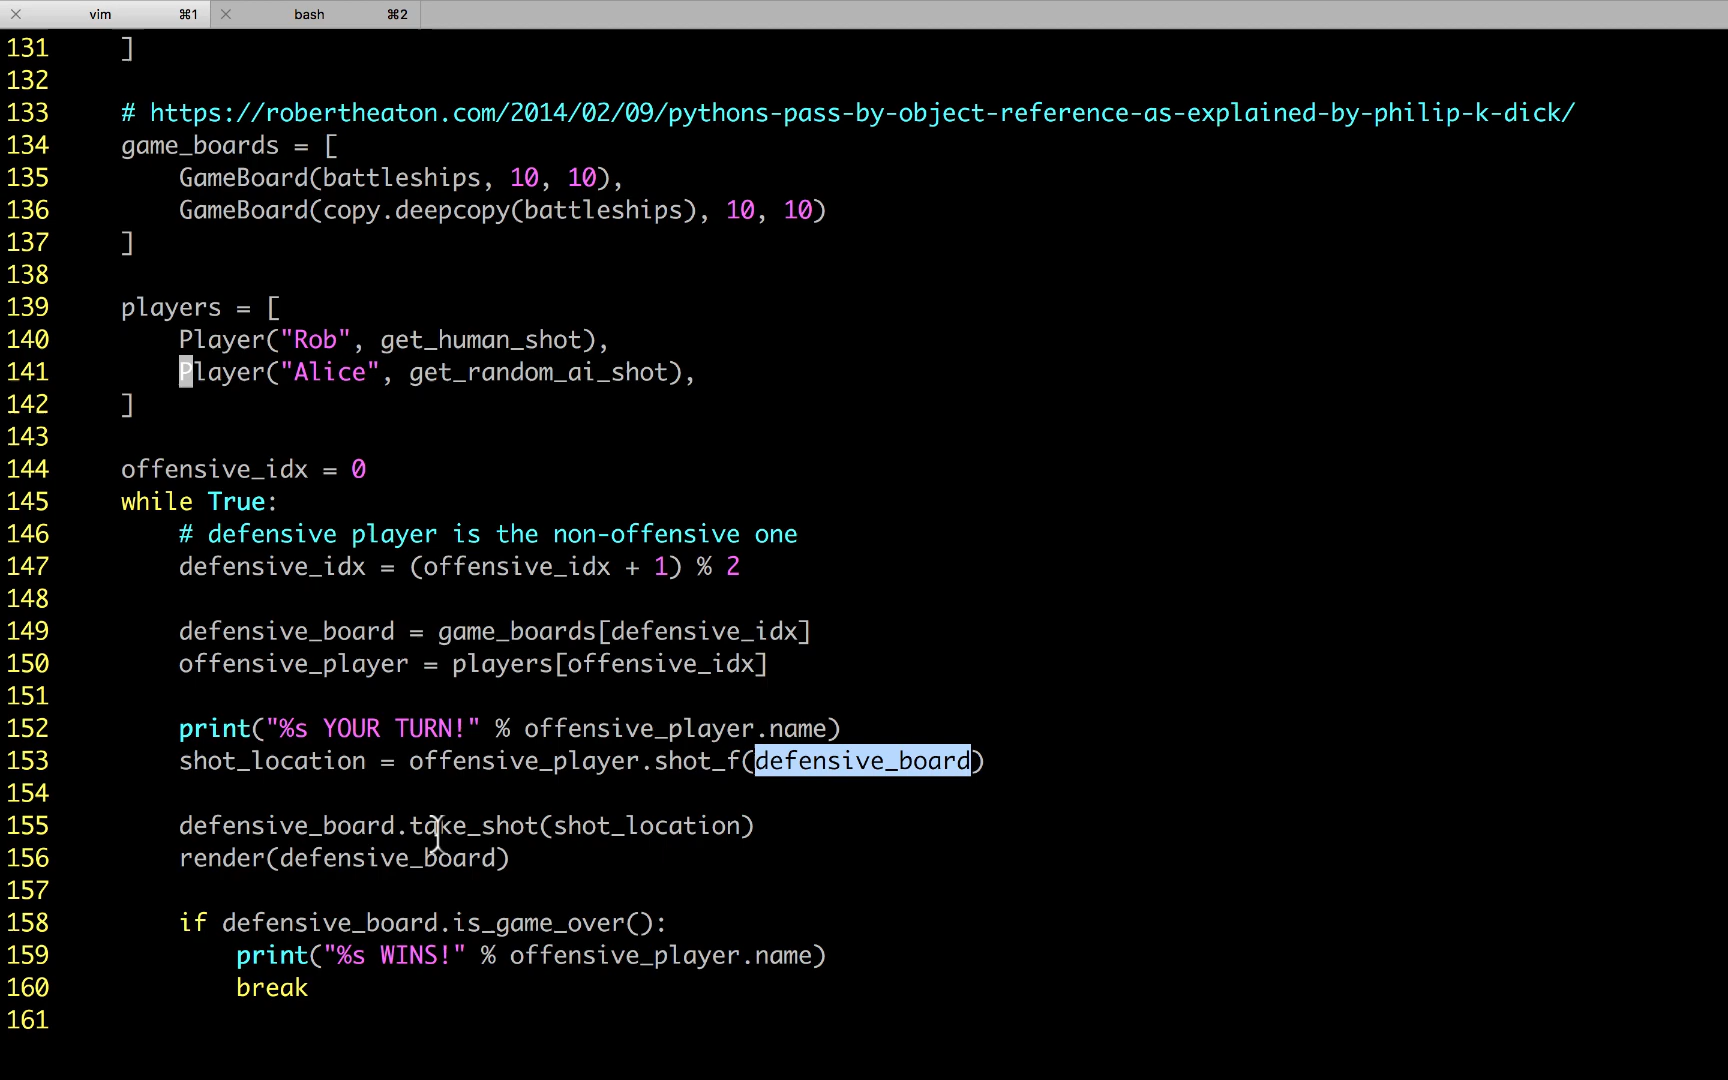 vim ⌘1 bash ⌘2
131     ]
132
133     # https://robertheaton.com/2014/02/09/pythons-pass-by-object-reference-as-explained-by-philip-k-dick/
134     game_boards = [
135         GameBoard(battleships, 10, 10),
136         GameBoard(copy.deepcopy(battleships), 10, 10)
137     ]
138
139     players = [
140         Player("Rob", get_human_shot),
141         Player("Alice", get_random_ai_shot),
142     ]
143
144     offensive_idx = 0
145     while True:
146         # defensive player is the non-offensive one
147         defensive_idx = (offensive_idx + 1) % 2
148
149         defensive_board = game_boards[defensive_idx]
150         offensive_player = players[offensive_idx]
151
152         print("%s YOUR TURN!" % offensive_player.name)
153         shot_location = offensive_player.shot_f(defensive_board)
154
155         defensive_board.take_shot(shot_location)
156         render(defensive_board)
157
158         if defensive_board.is_game_over():
159             print("%s WINS!" % offensive_player.name)
160             break
161